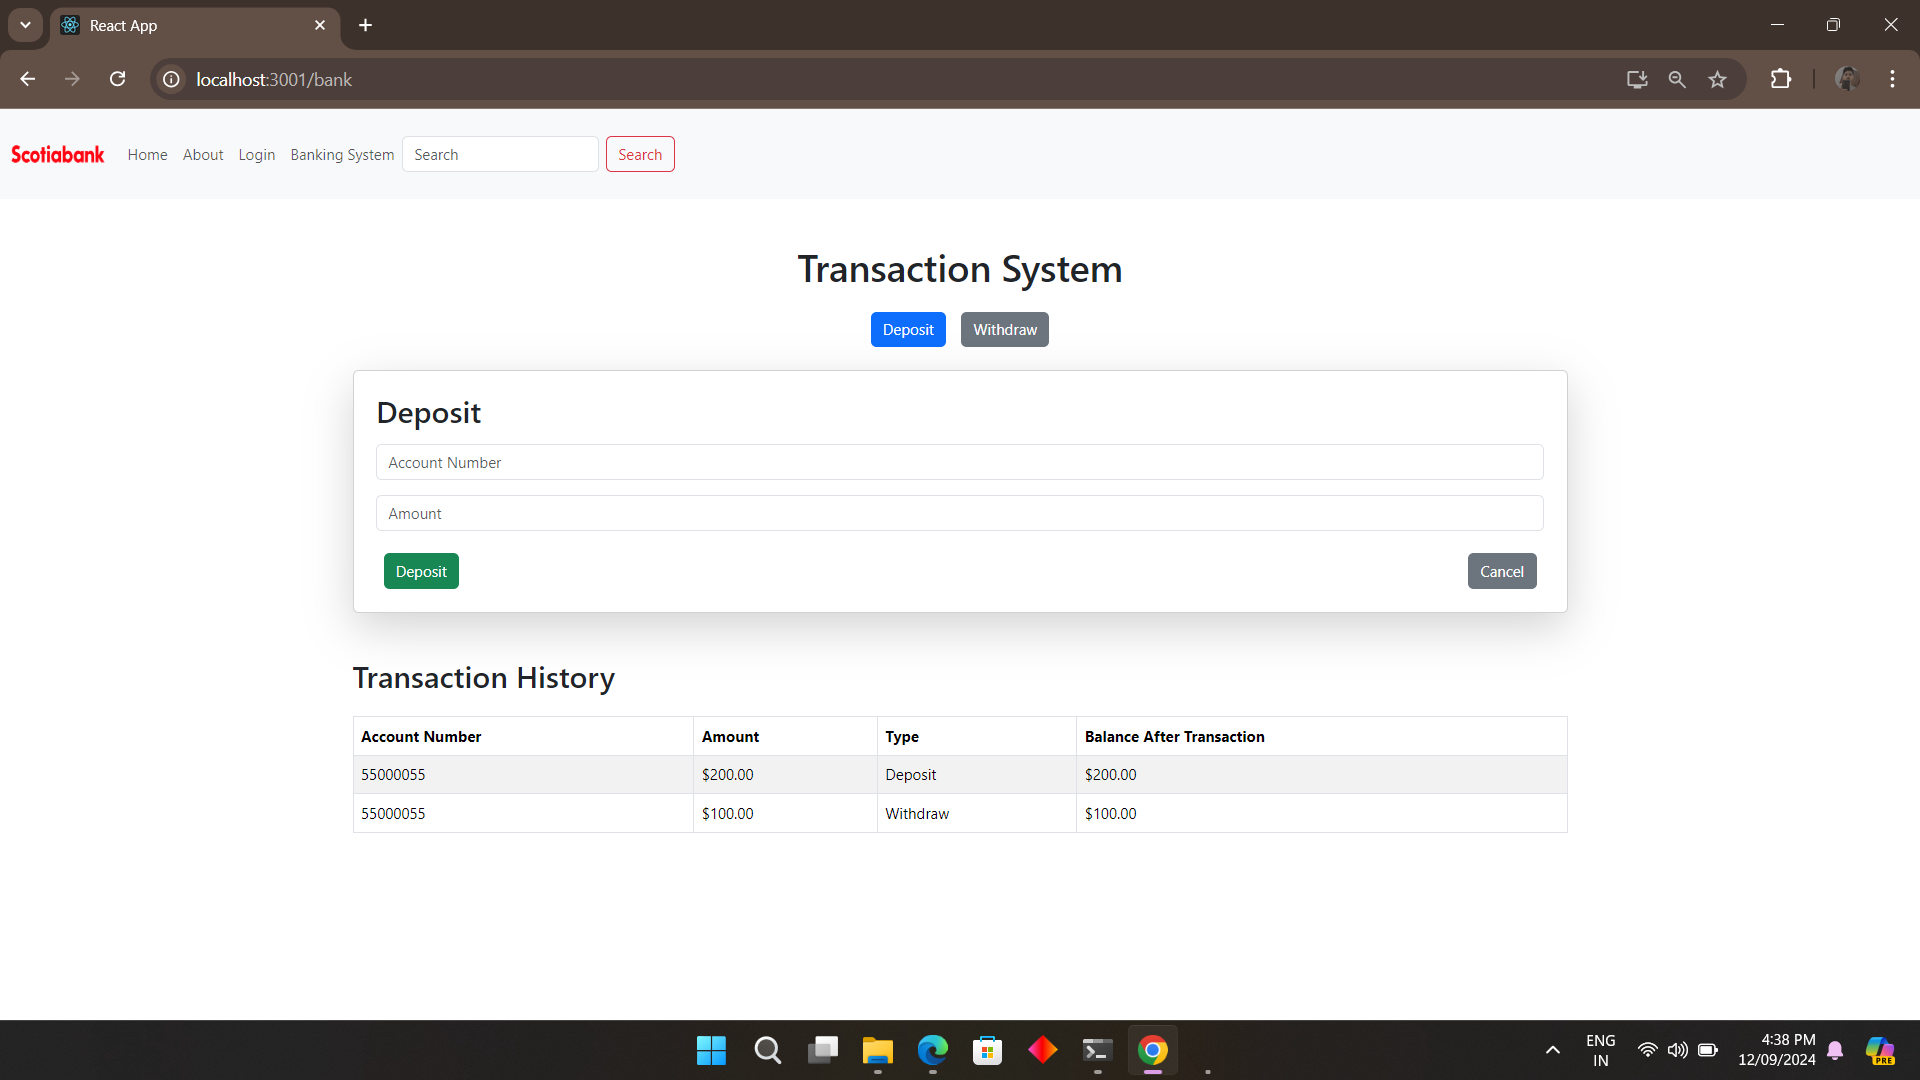 React App
localhost:3001/bank
Scotiabank Home About Login Banking System Search Search
Transaction System
Deposit Withdraw
Deposit
Account Number
Amount
Deposit Cancel
Transaction History
Account Number Amount Type Balance After Transaction
55000055 $200.00 Deposit $200.00
55000055 $100.00 Withdraw $100.00
ENG 4:38 PM
IN 12/09/2024
PRE